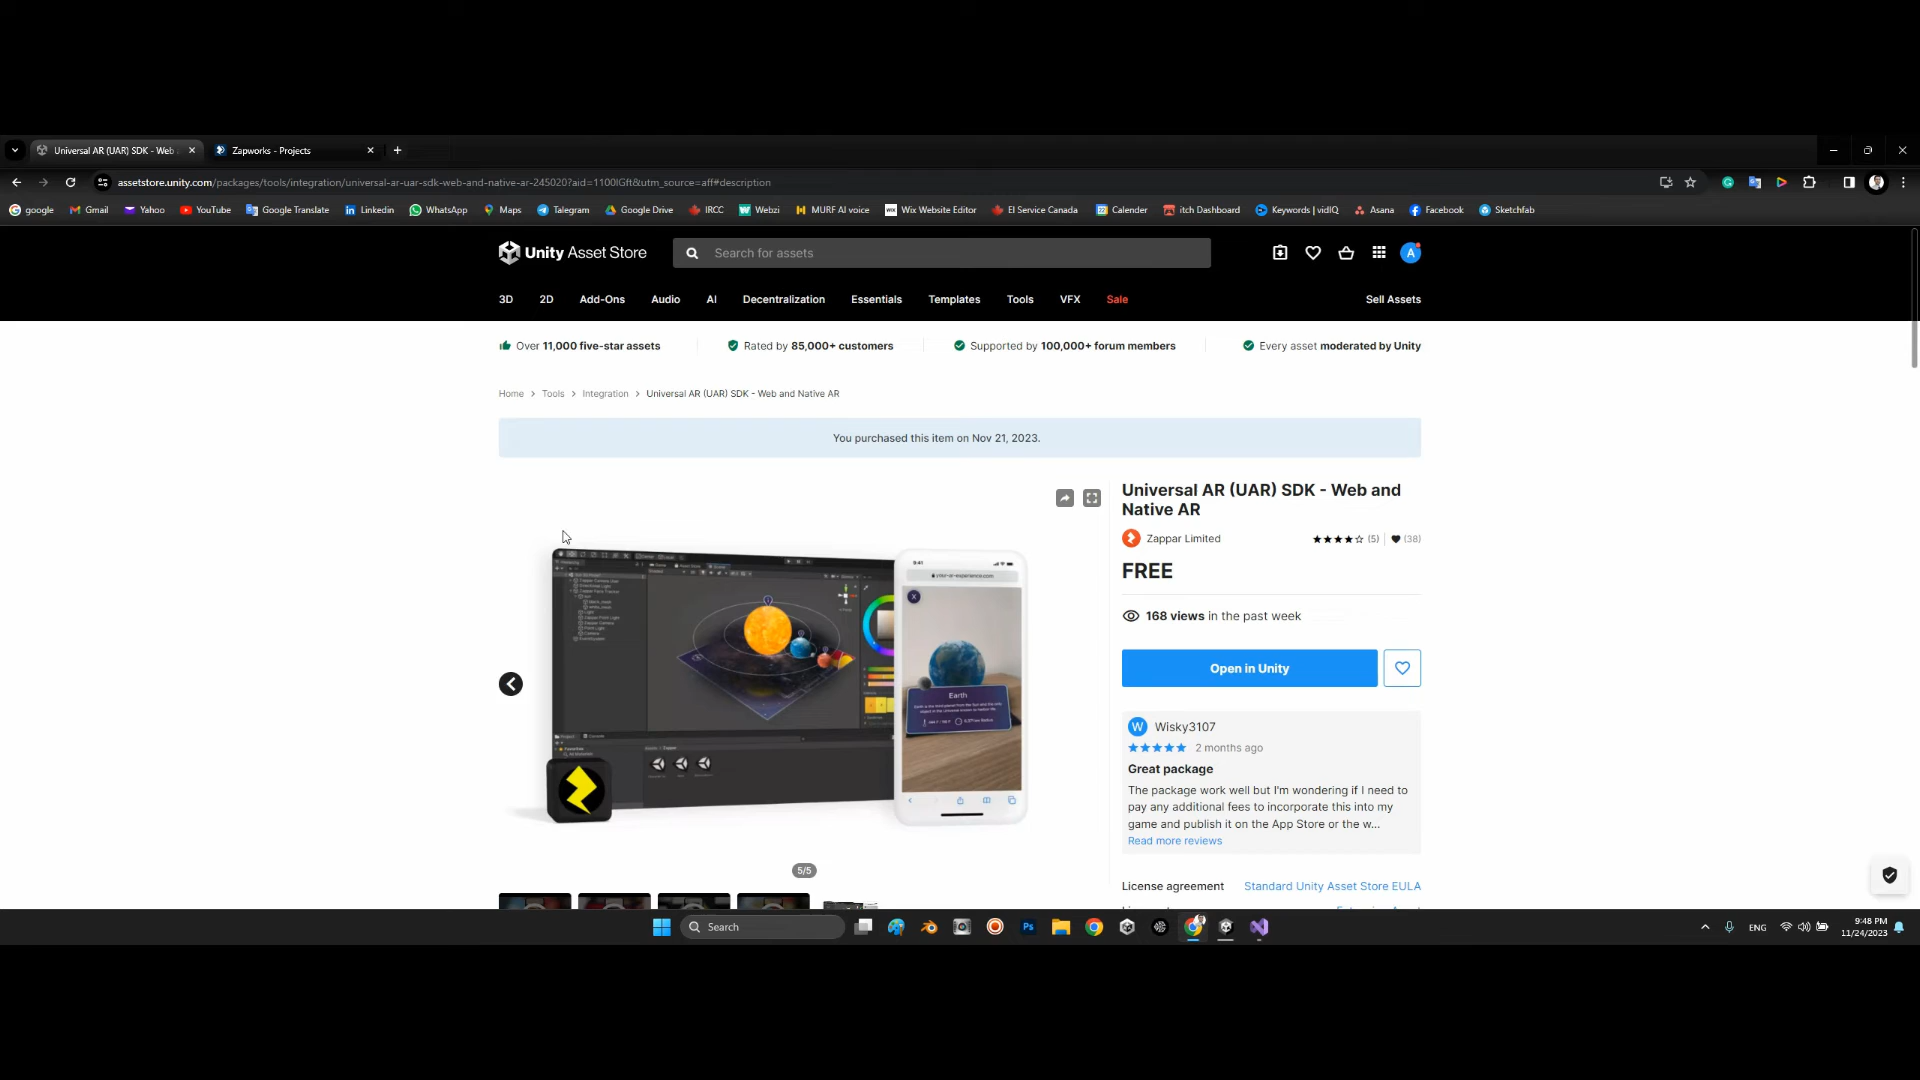 Universal AR (UAR) SDK - Web
Zapworks - Projects
assetstore.unity.com/packages/tools/integration/universal-ar-uar-sdk-web-and-native-ar-245020?aid=1100lGft&utm_source=aff#description
google Gmail Yahoo YouTube Google Translate Linkedin WhatsApp Maps Talegram Google Drive IRCC Webzi MURF AI voice Wix Website Editor EI Service Canada Calender itch Dashboard Keywords | vidIQ Asana Facebook Sketchfab
Unity Asset Store
Search for assets
A
3D 2D Add-Ons Audio AI Decentralization Essentials Templates Tools VFX Sale Sell Assets
Over 11,000 five-star assets
Rated by 85,000+ customers
Supported by 100,000+ forum members
Every asset moderated by Unity
Home > Tools > Integration > Universal AR (UAR) SDK - Web and Native AR
You purchased this item on Nov 21, 2023.
Universal AR (UAR) SDK - Web and
Native AR
Zappar Limited
(5) | (38)
FREE
168 views in the past week
Open in Unity
W Wisky3107
2 months ago
Great package
The package work well but I'm wondering if I need to
pay any additional fees to incorporate this into my
game and publish it on the App Store or the w...
Read more reviews
License agreement Standard Unity Asset Store EULA
9:41
your-ar-experience.com
X
Earth
5/5
Search
Ps
ENG
9:48 PM
11/24/2023